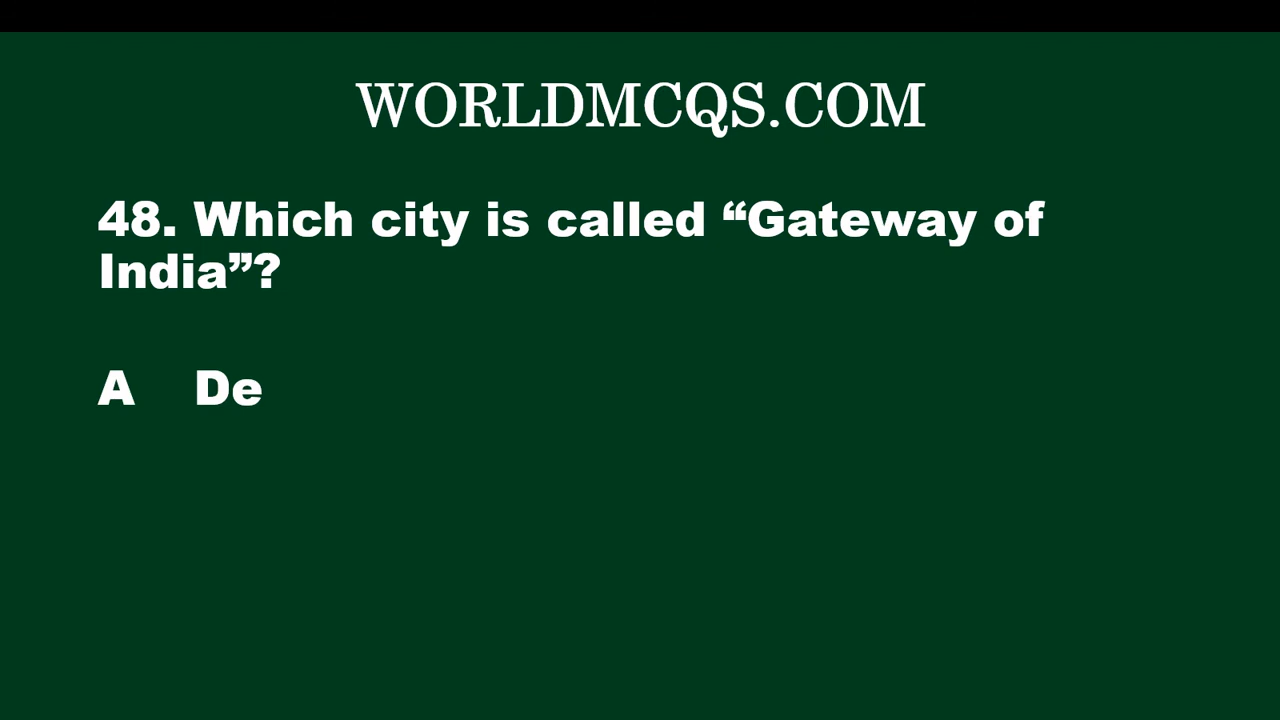 WORLDMCQS.COM
48. Which city is called “Gateway of
India”?
A De